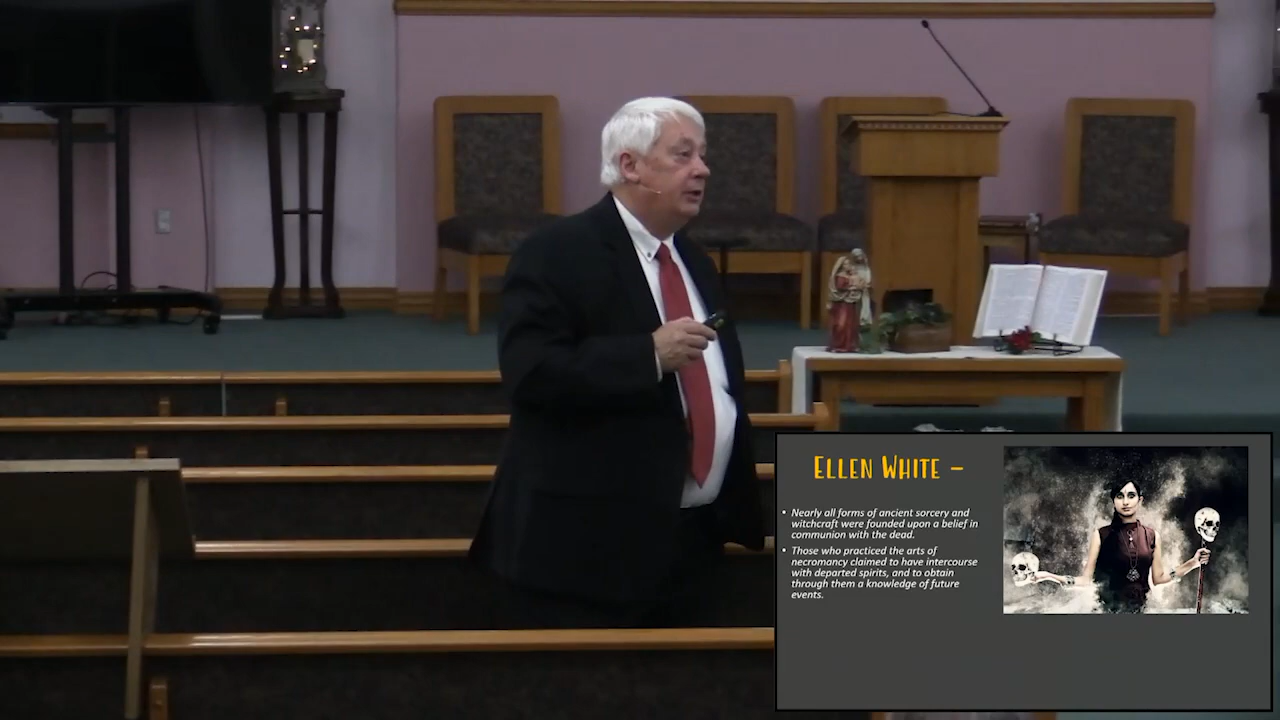 ELLEN WHITE –
• Nearly all forms of ancient sorcery and
witchcraft were founded upon a belief in
communion with the dead.
• Those who practiced the arts of
necromancy claimed to have intercourse
with departed spirits, and to obtain
through them a knowledge of future
events.